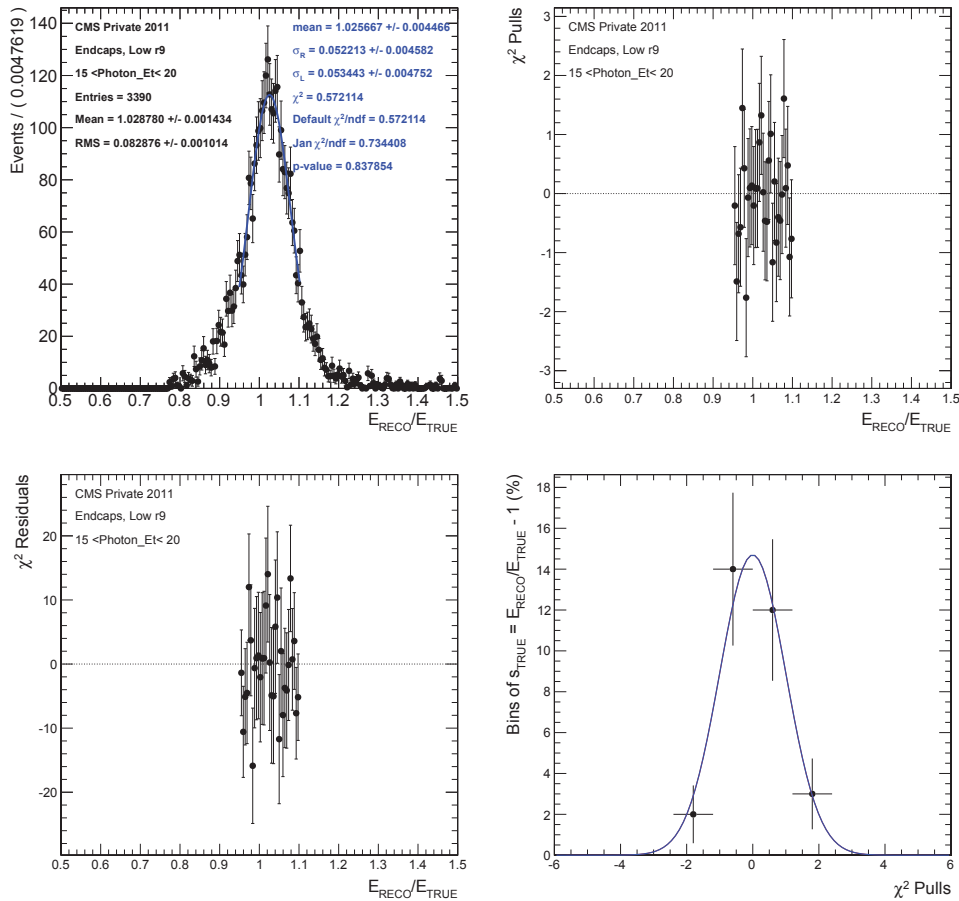 Events / ( 0.0047619 )
140
120
100
80
60
40
20
0
CMS Private 2011
Endcaps, Low r9
15 <Photon_Et< 20
Entries = 3390
Mean = 1.028780 +/- 0.001434
RMS = 0.082876 +/- 0.001014
mean = 1.025667 +/- 0.004466
σR = 0.052213 +/- 0.004582
σL = 0.053443 +/- 0.004752
χ² = 0.572114
Default χ²/ndf = 0.572114
Jan χ²/ndf = 0.734408
p-value = 0.837854
0.5 0.6 0.7 0.8 0.9 1 1.1 1.2 1.3 1.4 1.5
ERECO/ETRUE
χ² Pulls
3
2
1
0
-1
-2
-3
CMS Private 2011
Endcaps, Low r9
15 <Photon_Et< 20
0.5 0.6 0.7 0.8 0.9 1 1.1 1.2 1.3 1.4 1.5
ERECO/ETRUE
χ² Residuals
20
10
0
-10
-20
CMS Private 2011
Endcaps, Low r9
15 <Photon_Et< 20
0.5 0.6 0.7 0.8 0.9 1 1.1 1.2 1.3 1.4 1.5
ERECO/ETRUE
Bins of sTRUE = ERECO/ETRUE - 1 (%)
18
16
14
12
10
8
6
4
2
0
-6 -4 -2 0 2 4 6
χ² Pulls